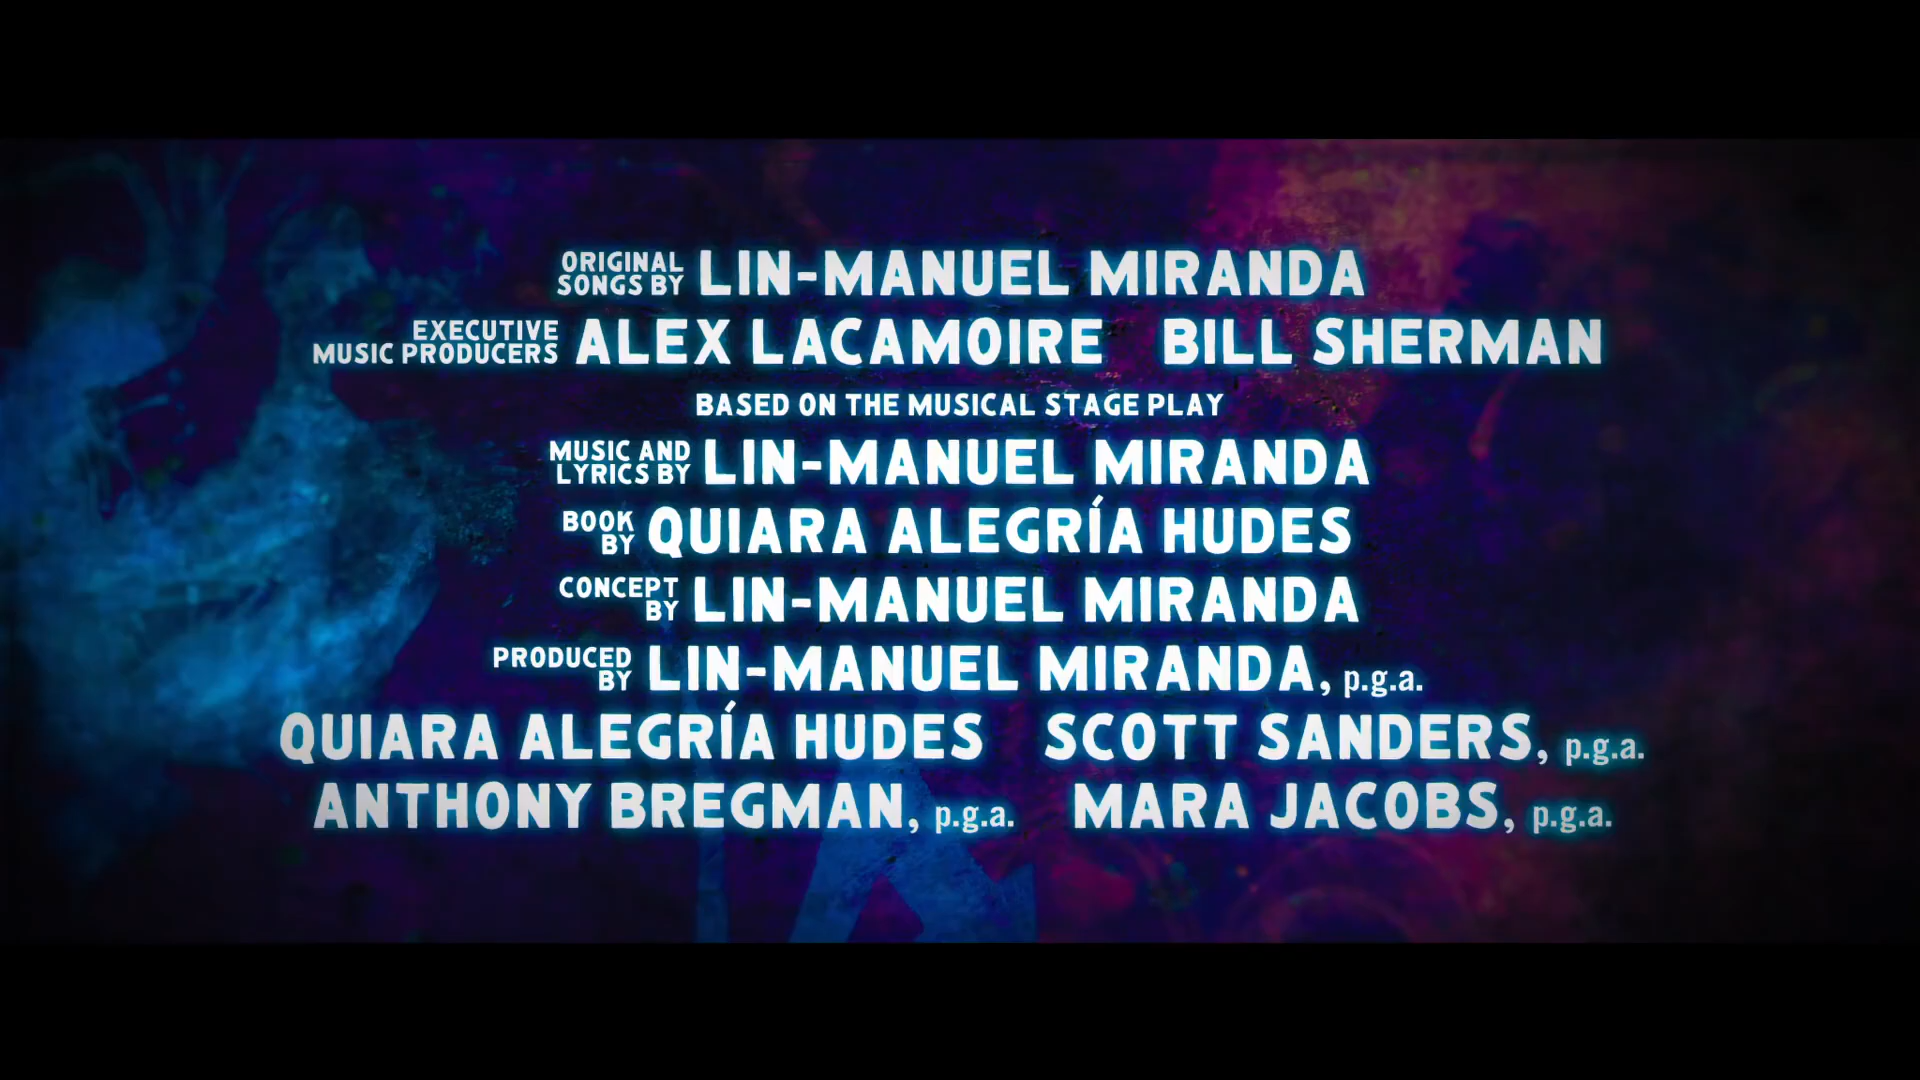 ORIGINAL SONGS BY LIN-MANUEL MIRANDA
EXECUTIVE MUSIC PRODUCERS ALEX LACAMOIRE BILL SHERMAN
BASED ON THE MUSICAL STAGE PLAY
MUSIC AND LYRICS BY LIN-MANUEL MIRANDA
BOOK BY QUIARA ALEGRÍA HUDES
CONCEPT BY LIN-MANUEL MIRANDA
PRODUCED BY LIN-MANUEL MIRANDA, p.g.a.
QUIARA ALEGRÍA HUDES SCOTT SANDERS, p.g.a.
ANTHONY BREGMAN, p.g.a. MARA JACOBS, p.g.a.